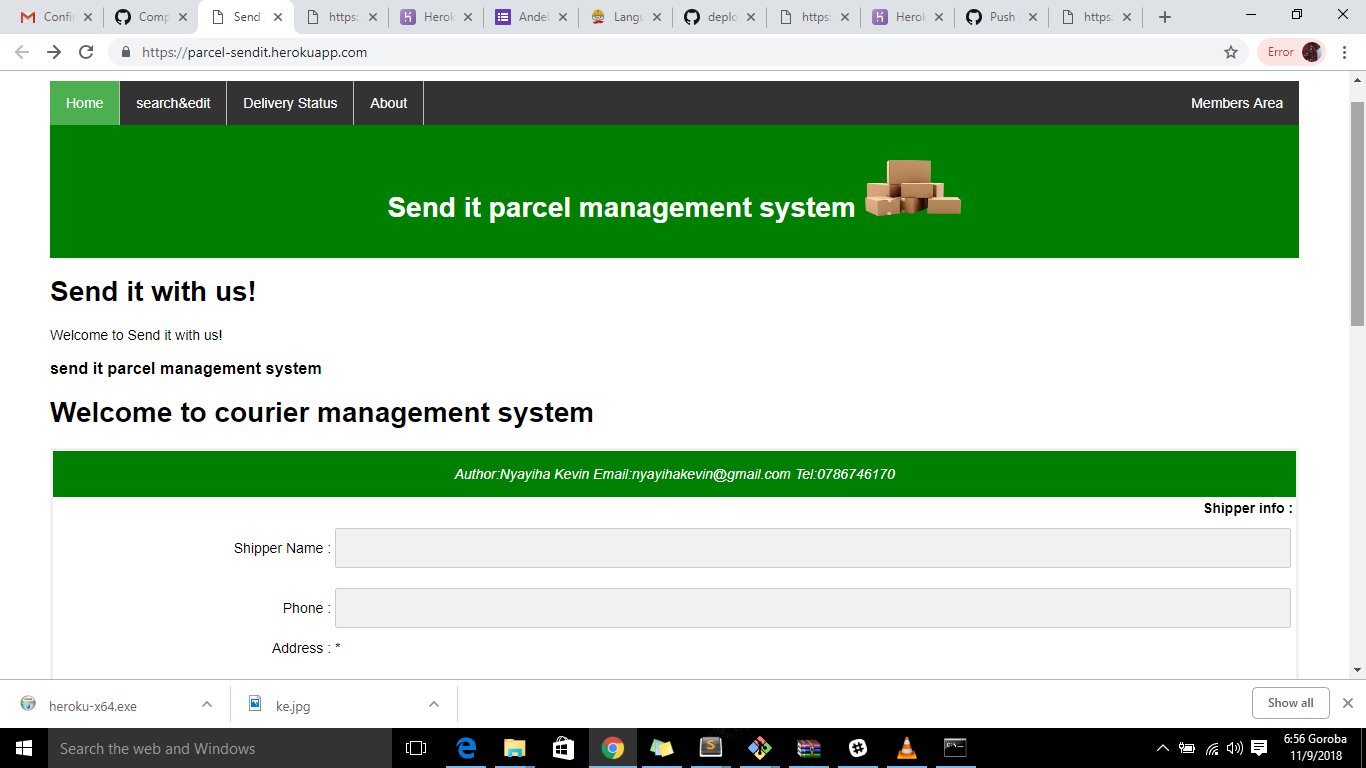 Confir
Comp
Send
https:
Herok
Andel
Langu
deplo
https:
Herok
Push
https:
https://parcel-sendit.herokuapp.com
Error
Home search&edit Delivery Status About Members Area
Send it parcel management system
Send it with us!
Welcome to Send it with us!
send it parcel management system
Welcome to courier management system
Author:Nyayiha Kevin Email:nyayihakevin@gmail.com Tel:0786746170
Shipper info :
Shipper Name :
Phone :
Address : *
heroku-x64.exe
ke.jpg
Show all
Search the web and Windows
6:56 Goroba
11/9/2018